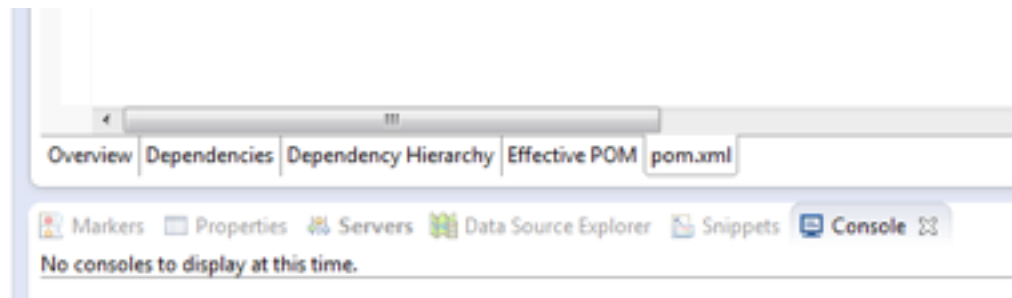 Overview Dependencies Dependency Hierarchy Effective POM pom.xml
Markers Properties Servers Data Source Explorer Snippets Console
No consoles to display at this time.